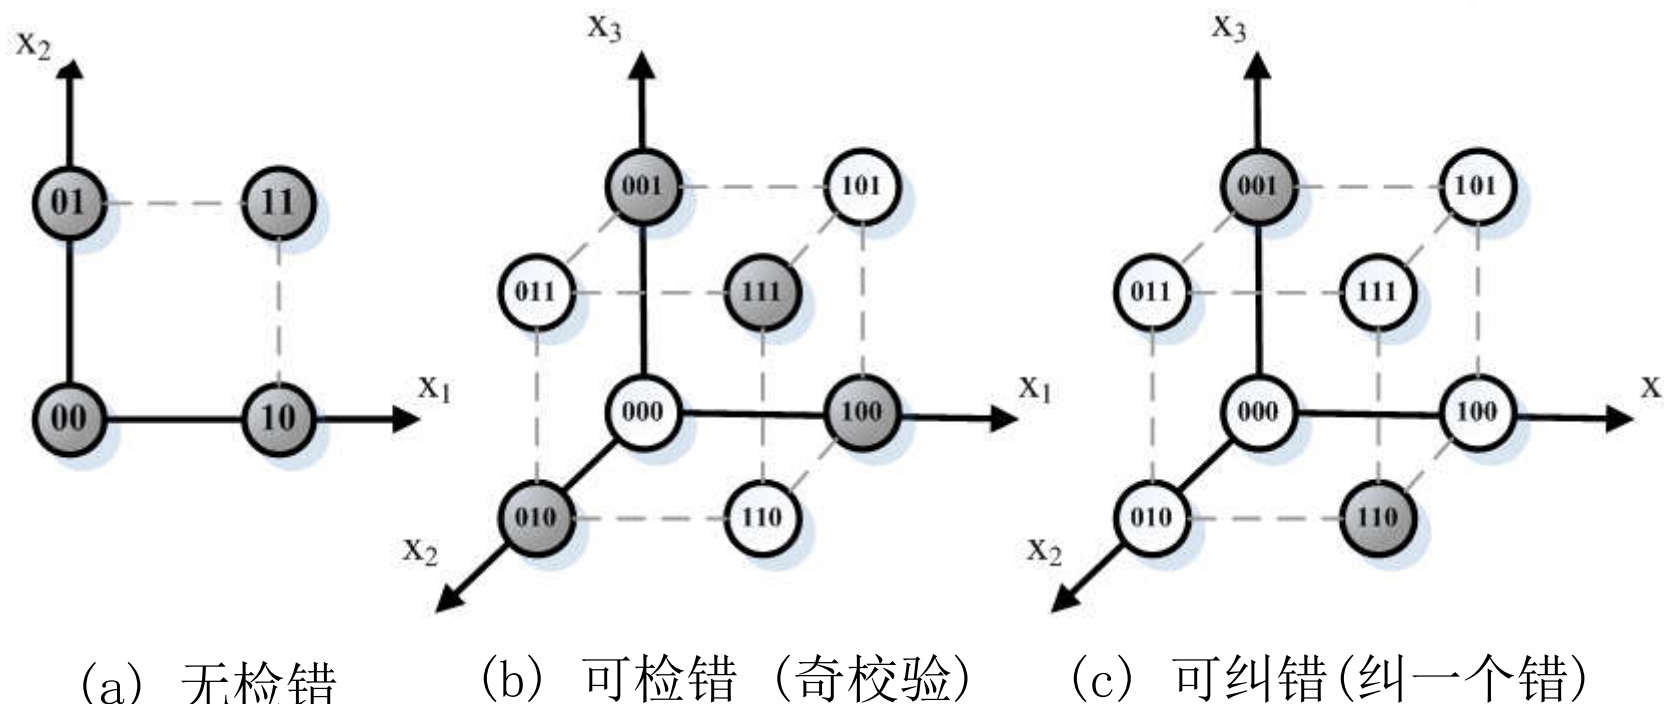 x₂
01 11
00 10
x₁
(a) 无检错
x₃
001 101
011 111
000 100
x₁
010 110
x₂
(b) 可检错 (奇校验)
x₃
001 101
011 111
000 100
x
010 110
x₂
(c) 可纠错(纠一个错)